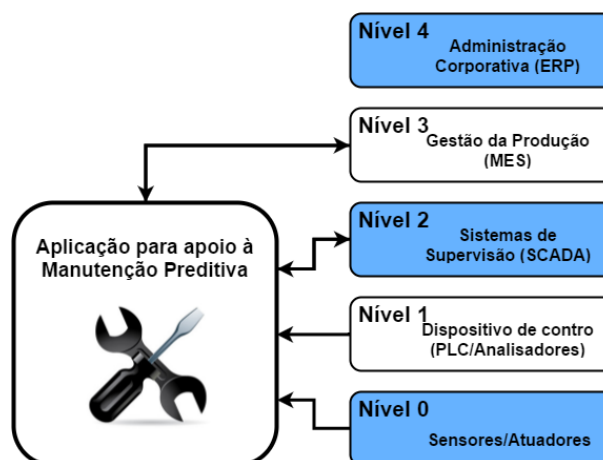 Nível 4
Administração
Corporativa (ERP)
Nível 3
Gestão da Produção
(MES)
Aplicação para apoio à
Manutenção Preditiva
Nível 2
Sistemas de
Supervisão (SCADA)
Nível 1
Dispositivo de contro
(PLC/Analisadores)
Nível 0
Sensores/Atuadores